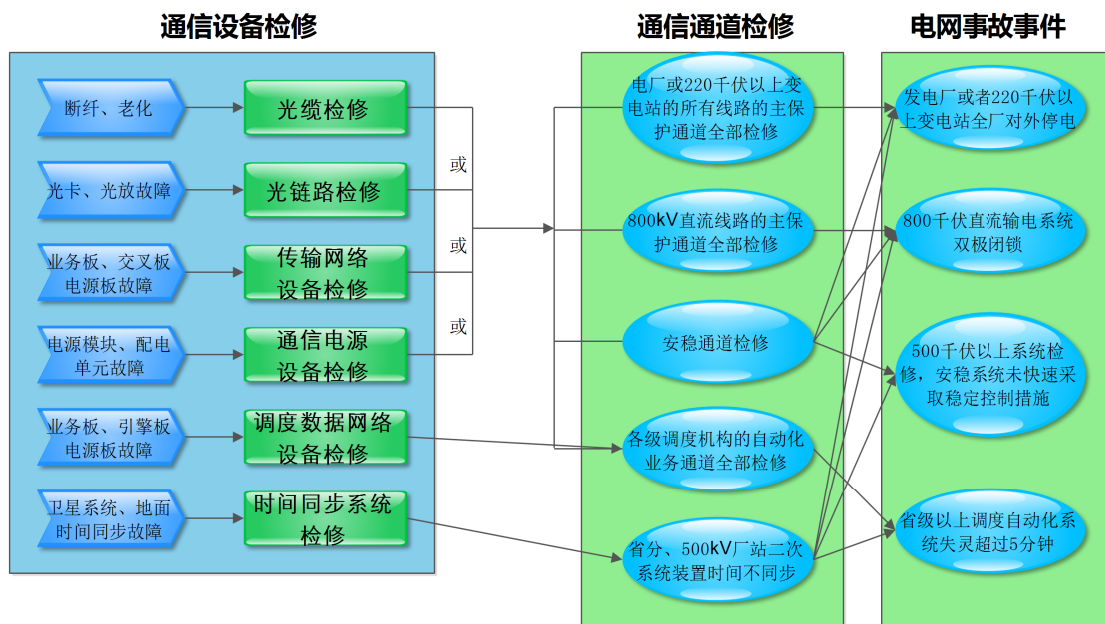 通信设备检修
通信通道检修
电网事故事件
断纤、老化
光缆检修
或
光卡、光放故障
光链路检修
或
业务板、交叉板
电源板故障
传输网络
设备检修
或
电源模块、配电
单元故障
通信电源
设备检修
业务板、引擎板
电源板故障
调度数据网络
设备检修
卫星系统、地面
时间同步故障
时间同步系统
检修
电厂或220千伏以上变
电站的所有线路的主保
护通道全部检修
800kV直流线路的主保
护通道全部检修
安稳通道检修
各级调度机构的自动化
业务通道全部检修
省分、500kV厂站二次
系统装置时间不同步
发电厂或者220千伏以
上变电站全厂对外停电
800千伏直流输电系统
双极闭锁
500千伏以上系统检
修，安稳系统未快速采
取稳定控制措施
省级以上调度自动化系
统失灵超过5分钟